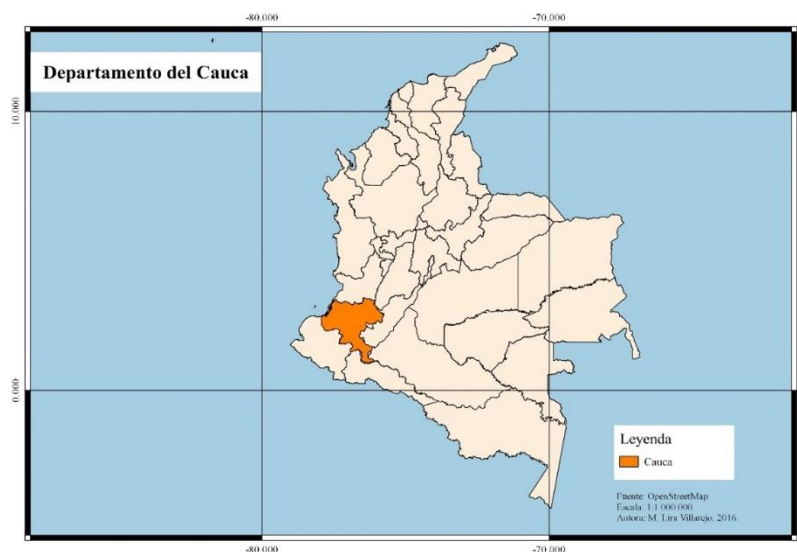 -80.000 -70.000
Departamento del Cauca
10.000
0.000
Leyenda
Cauca
Fuente: OpenStreetMap
Escala: 1:1.000.000
Autora: M. Lira Villarejo, 2016.
-80.000 -70.000